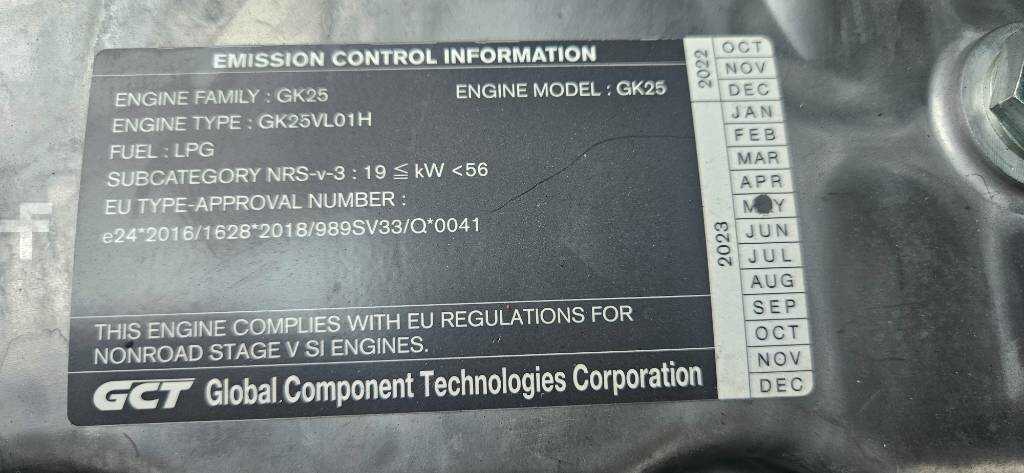 EMISSION CONTROL INFORMATION
ENGINE FAMILY : GK25 ENGINE MODEL : GK25
ENGINE TYPE : GK25VL01H
FUEL : LPG
SUBCATEGORY NRS-v-3 : 19 ≦ kW <56
EU TYPE-APPROVAL NUMBER :
e24*2016/1628*2018/989SV33/Q*0041
THIS ENGINE COMPLIES WITH EU REGULATIONS FOR
NONROAD STAGE V SI ENGINES.
GCT Global Component Technologies Corporation
2022
OCT
NOV
DEC
2023
JAN
FEB
MAR
APR
MAY
JUN
JUL
AUG
SEP
OCT
NOV
DEC